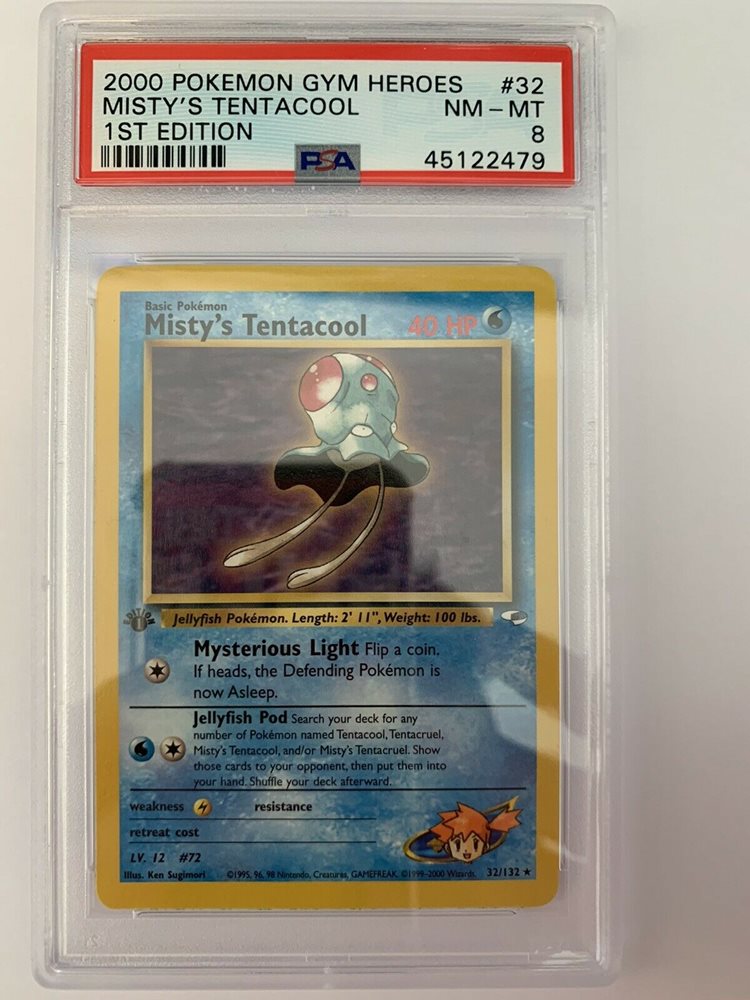 2000 POKEMON GYM HEROES #32
MISTY'S TENTACOOL NM - MT
1ST EDITION 8
PSA 45122479
Basic Pokémon
Misty's Tentacool 40 HP
EDITION
1
Jellyfish Pokémon. Length: 2' 11", Weight: 100 lbs.
Mysterious Light Flip a coin.
If heads, the Defending Pokémon is
now Asleep.
Jellyfish Pod Search your deck for any
number of Pokémon named Tentacool, Tentacruel,
Misty's Tentacool, and/or Misty's Tentacruel. Show
those cards to your opponent, then put them into
your hand. Shuffle your deck afterward.
weakness resistance
retreat cost
LV. 12 #72
Illus. Ken Sugimori ©1995, 96, 98 Nintendo, Creatures, GAMEFREAK. ©1999-2000 Wizards. 32/132 ★